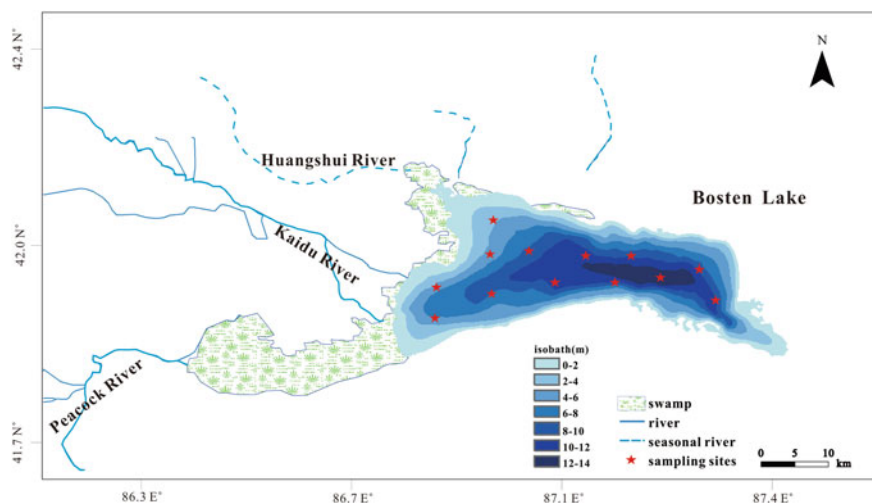 42.4
N
Huangshui River
Bosten Lake
42.0
Kaidu River
Peacock River
isobath(m)
0-2
2-4
4-6
6-8
8-10
10-12
12-14
swamp
river
seasonal river
sampling sites
0 5 10
km
41.7
86.3 E°
86.7 E°
87.1 E°
87.4 E°